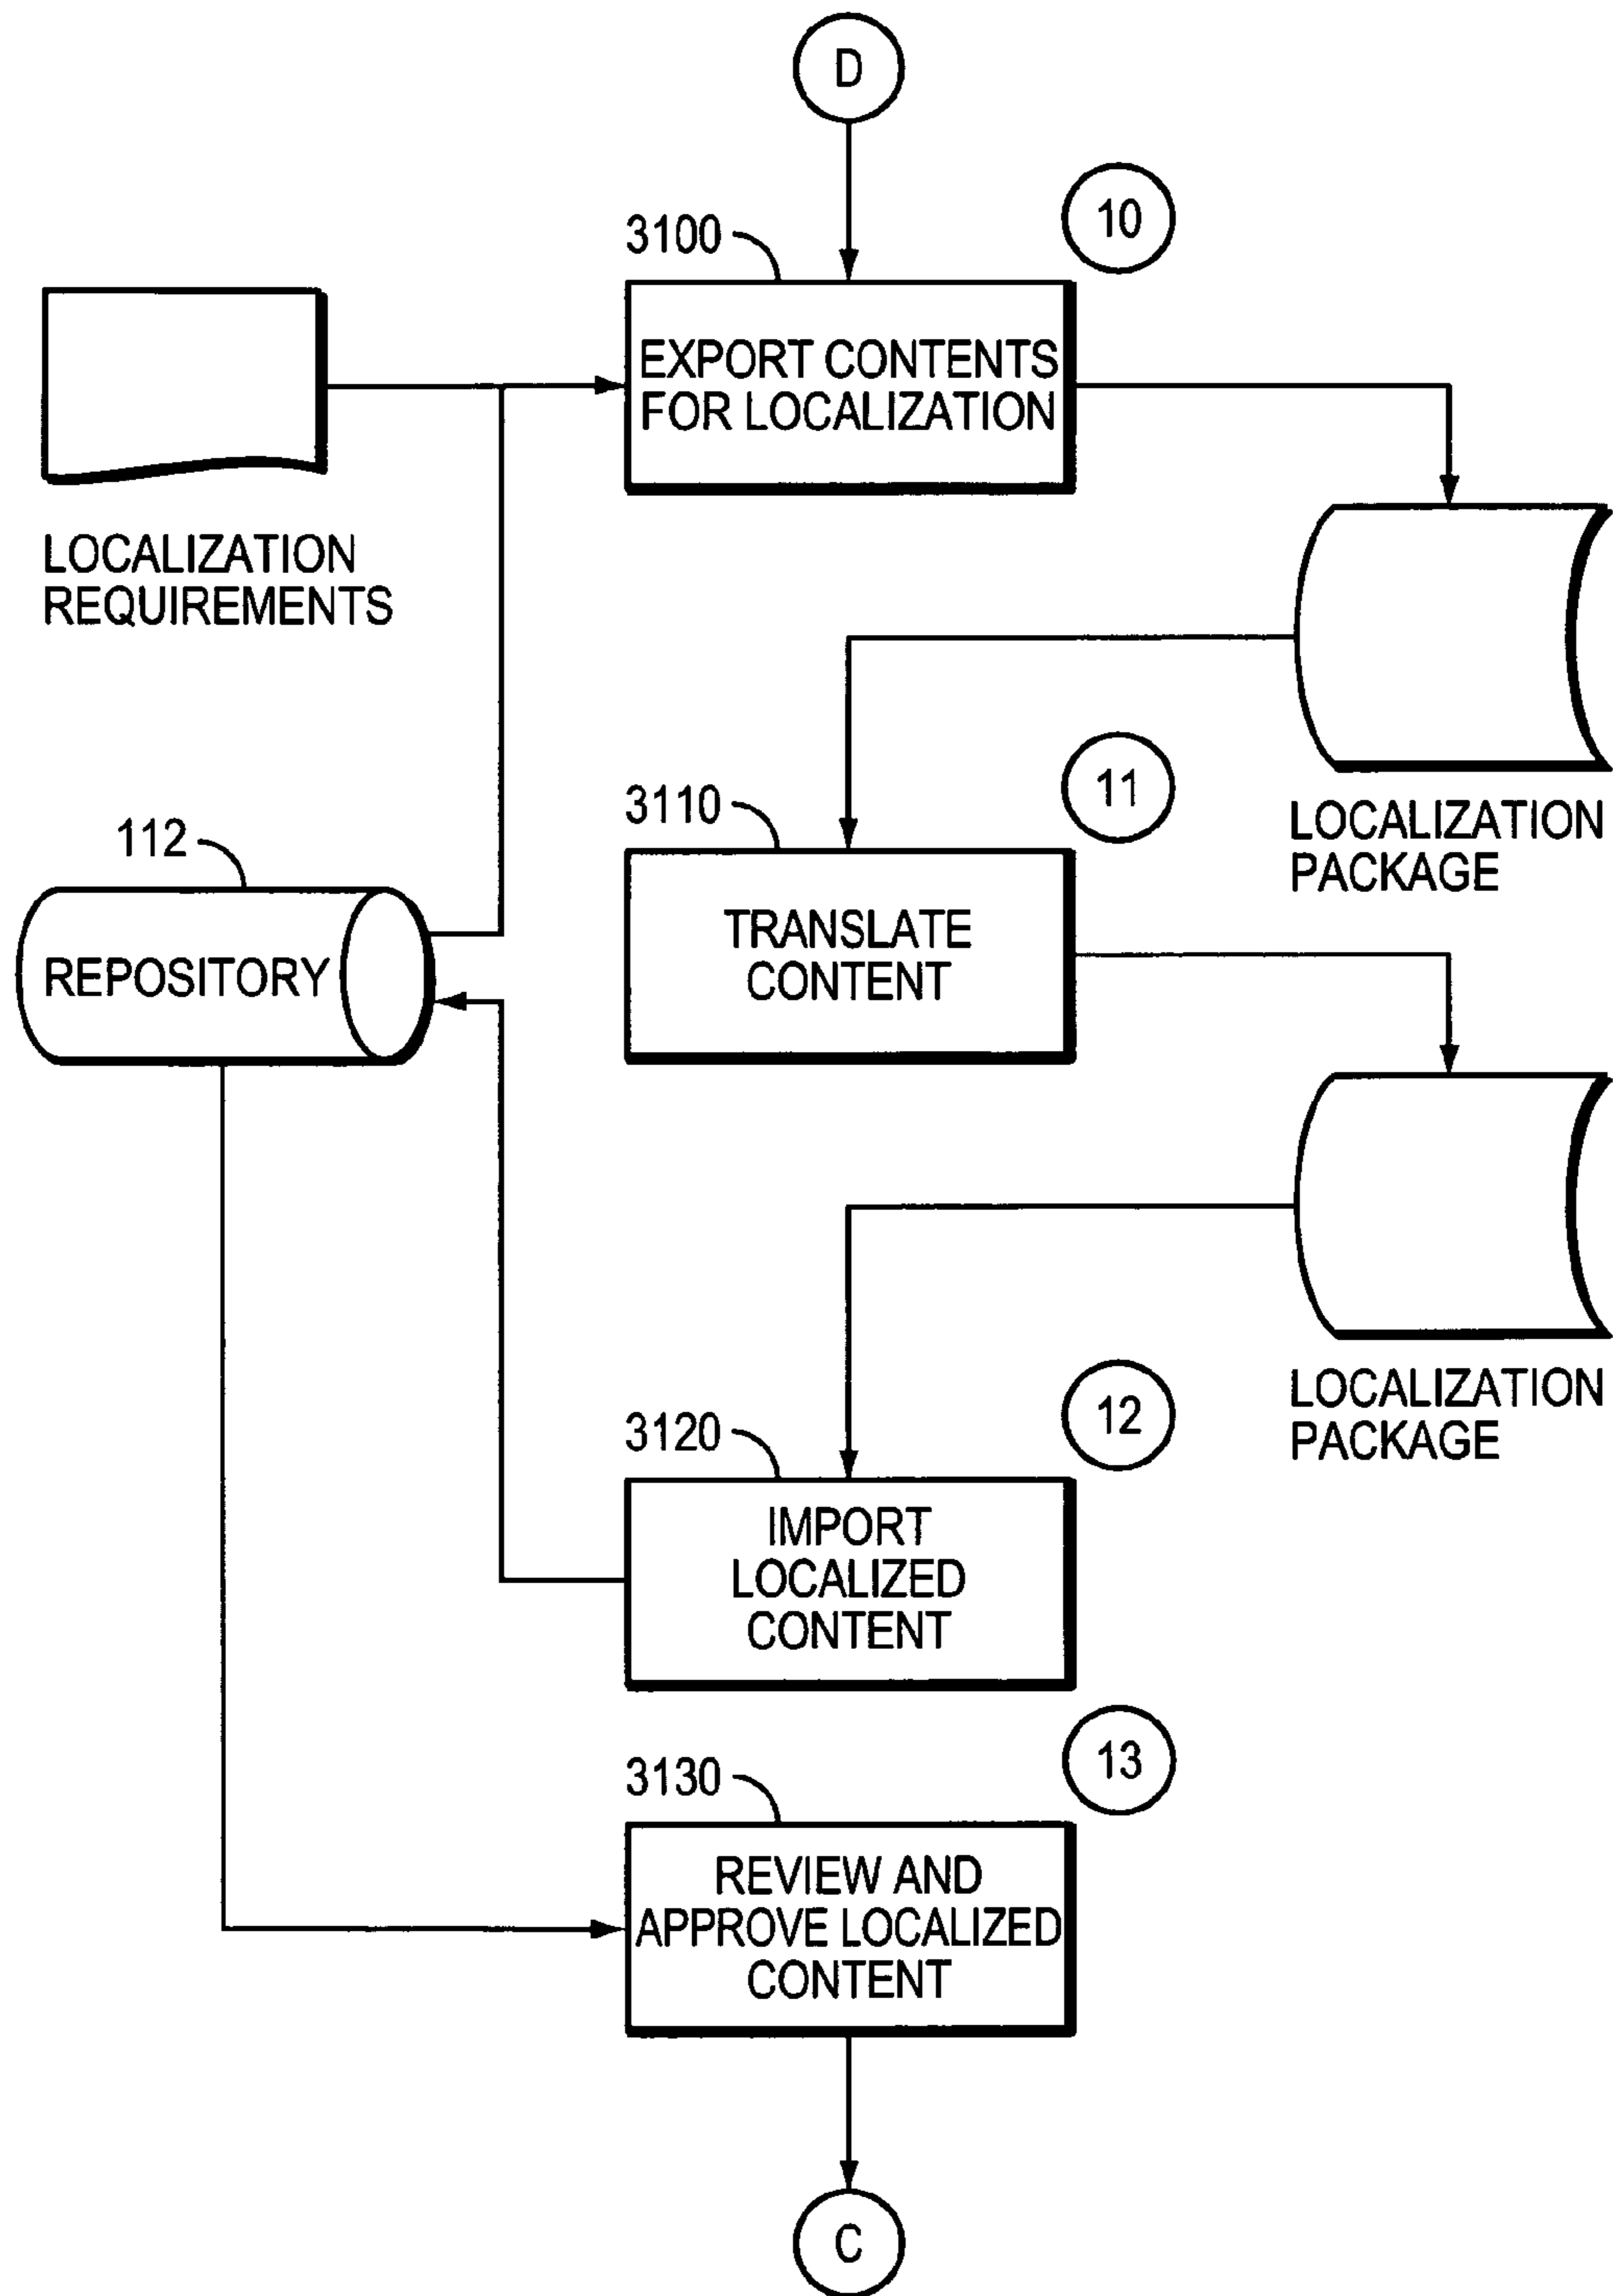 D
10
3100
EXPORT CONTENTS
FOR LOCALIZATION
LOCALIZATION
REQUIREMENTS
11
3110
LOCALIZATION
PACKAGE
112
TRANSLATE
CONTENT
REPOSITORY
12
LOCALIZATION
PACKAGE
3120
IMPORT
LOCALIZED
CONTENT
13
3130
REVIEW AND
APPROVE LOCALIZED
CONTENT
C